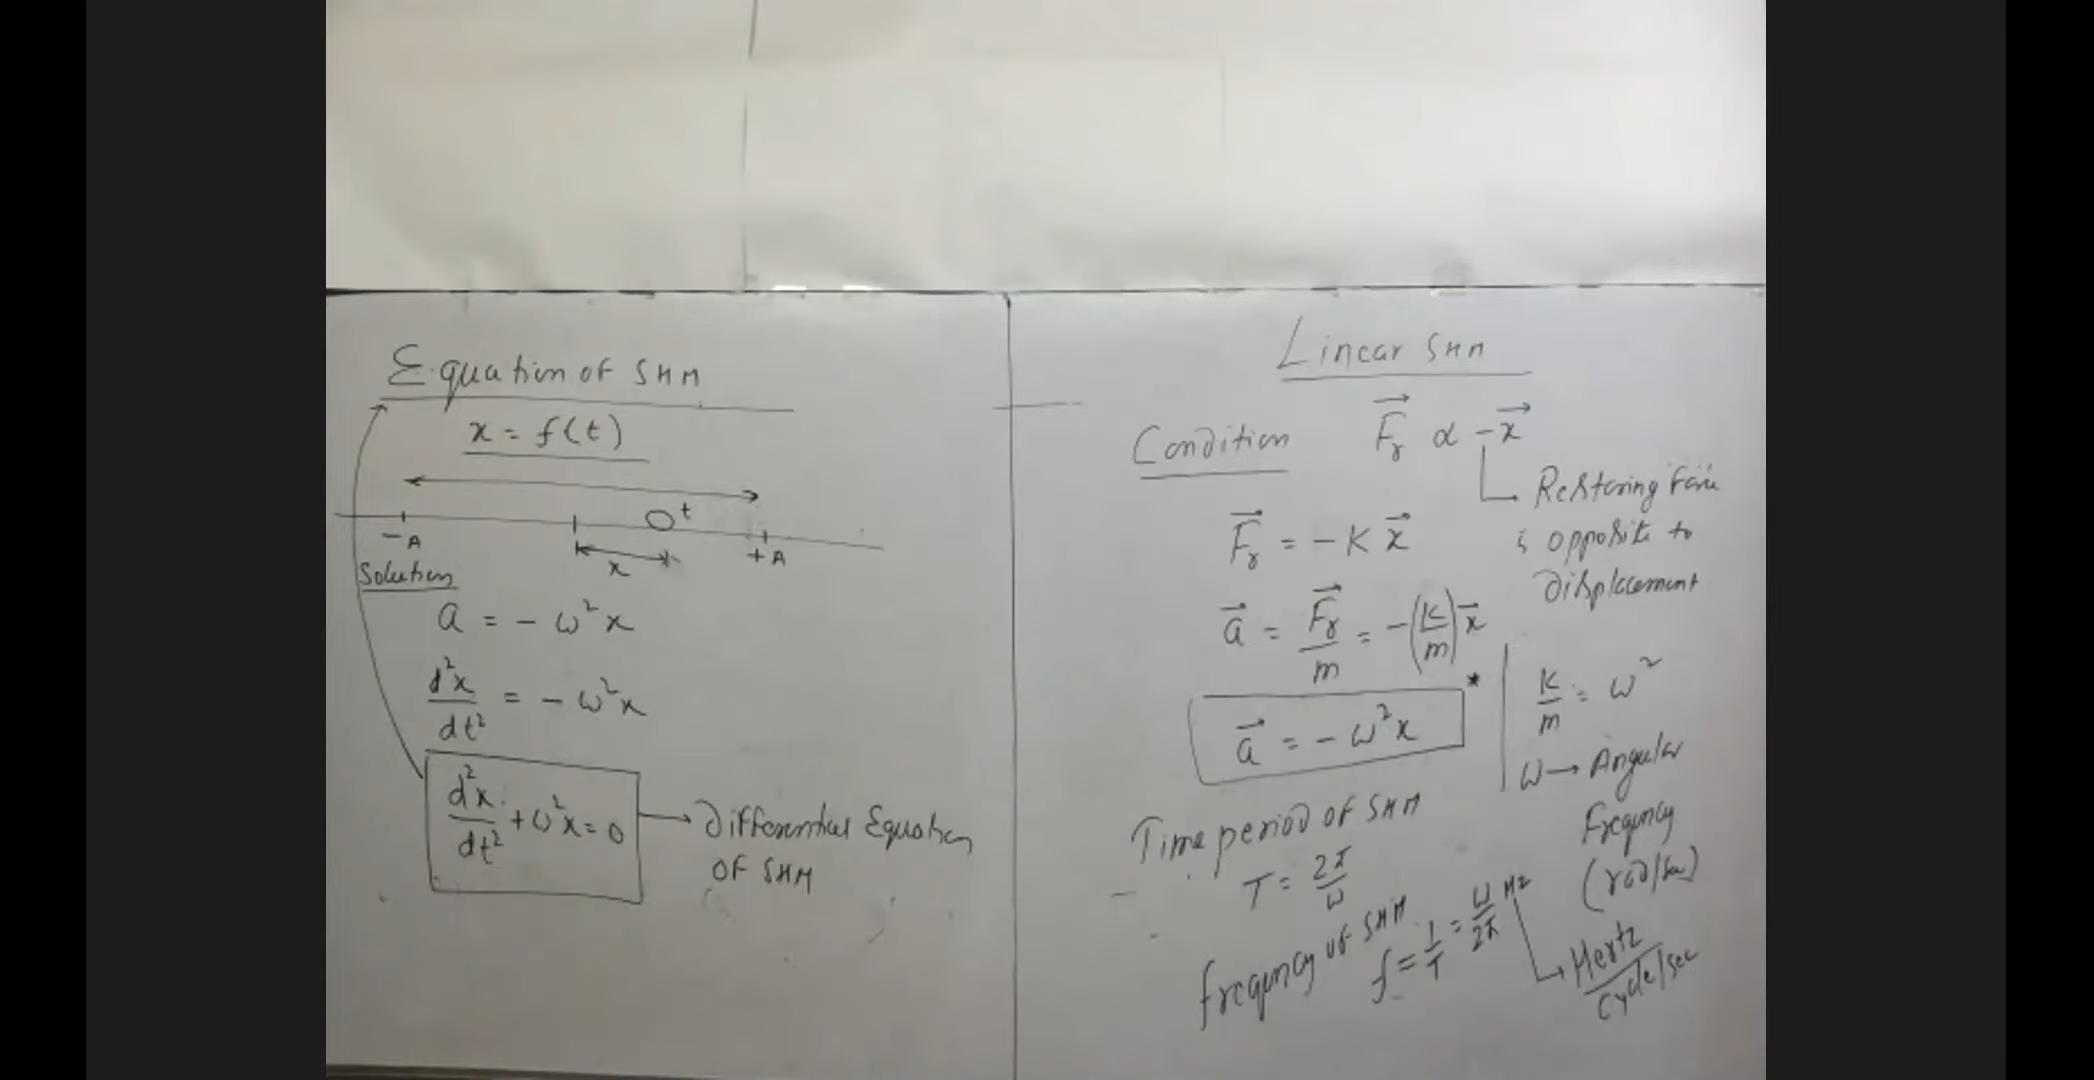 Equation of SHM
x = f(t)
t
-A
x
+A
Solution
a = - ω²x
d²x/dt² = - ω²x
d²x/dt² + ω²x = 0 → Differential Equation
OF SHM
Linear SHM
Condition F⃗r α -x⃗
Restoring Force
is opposite to
Displacement
F⃗r = - K x⃗
a⃗ = F⃗r/m = -(K/m) x⃗
a⃗ = - ω²x *
K/m = ω²
ω → Angular
Frequncy
(rad/sec)
Time period of SHM
T = 2π/ω
frequncy of SHM
f = 1/T = ω/2π Hz
Hertz
Cycle/sec